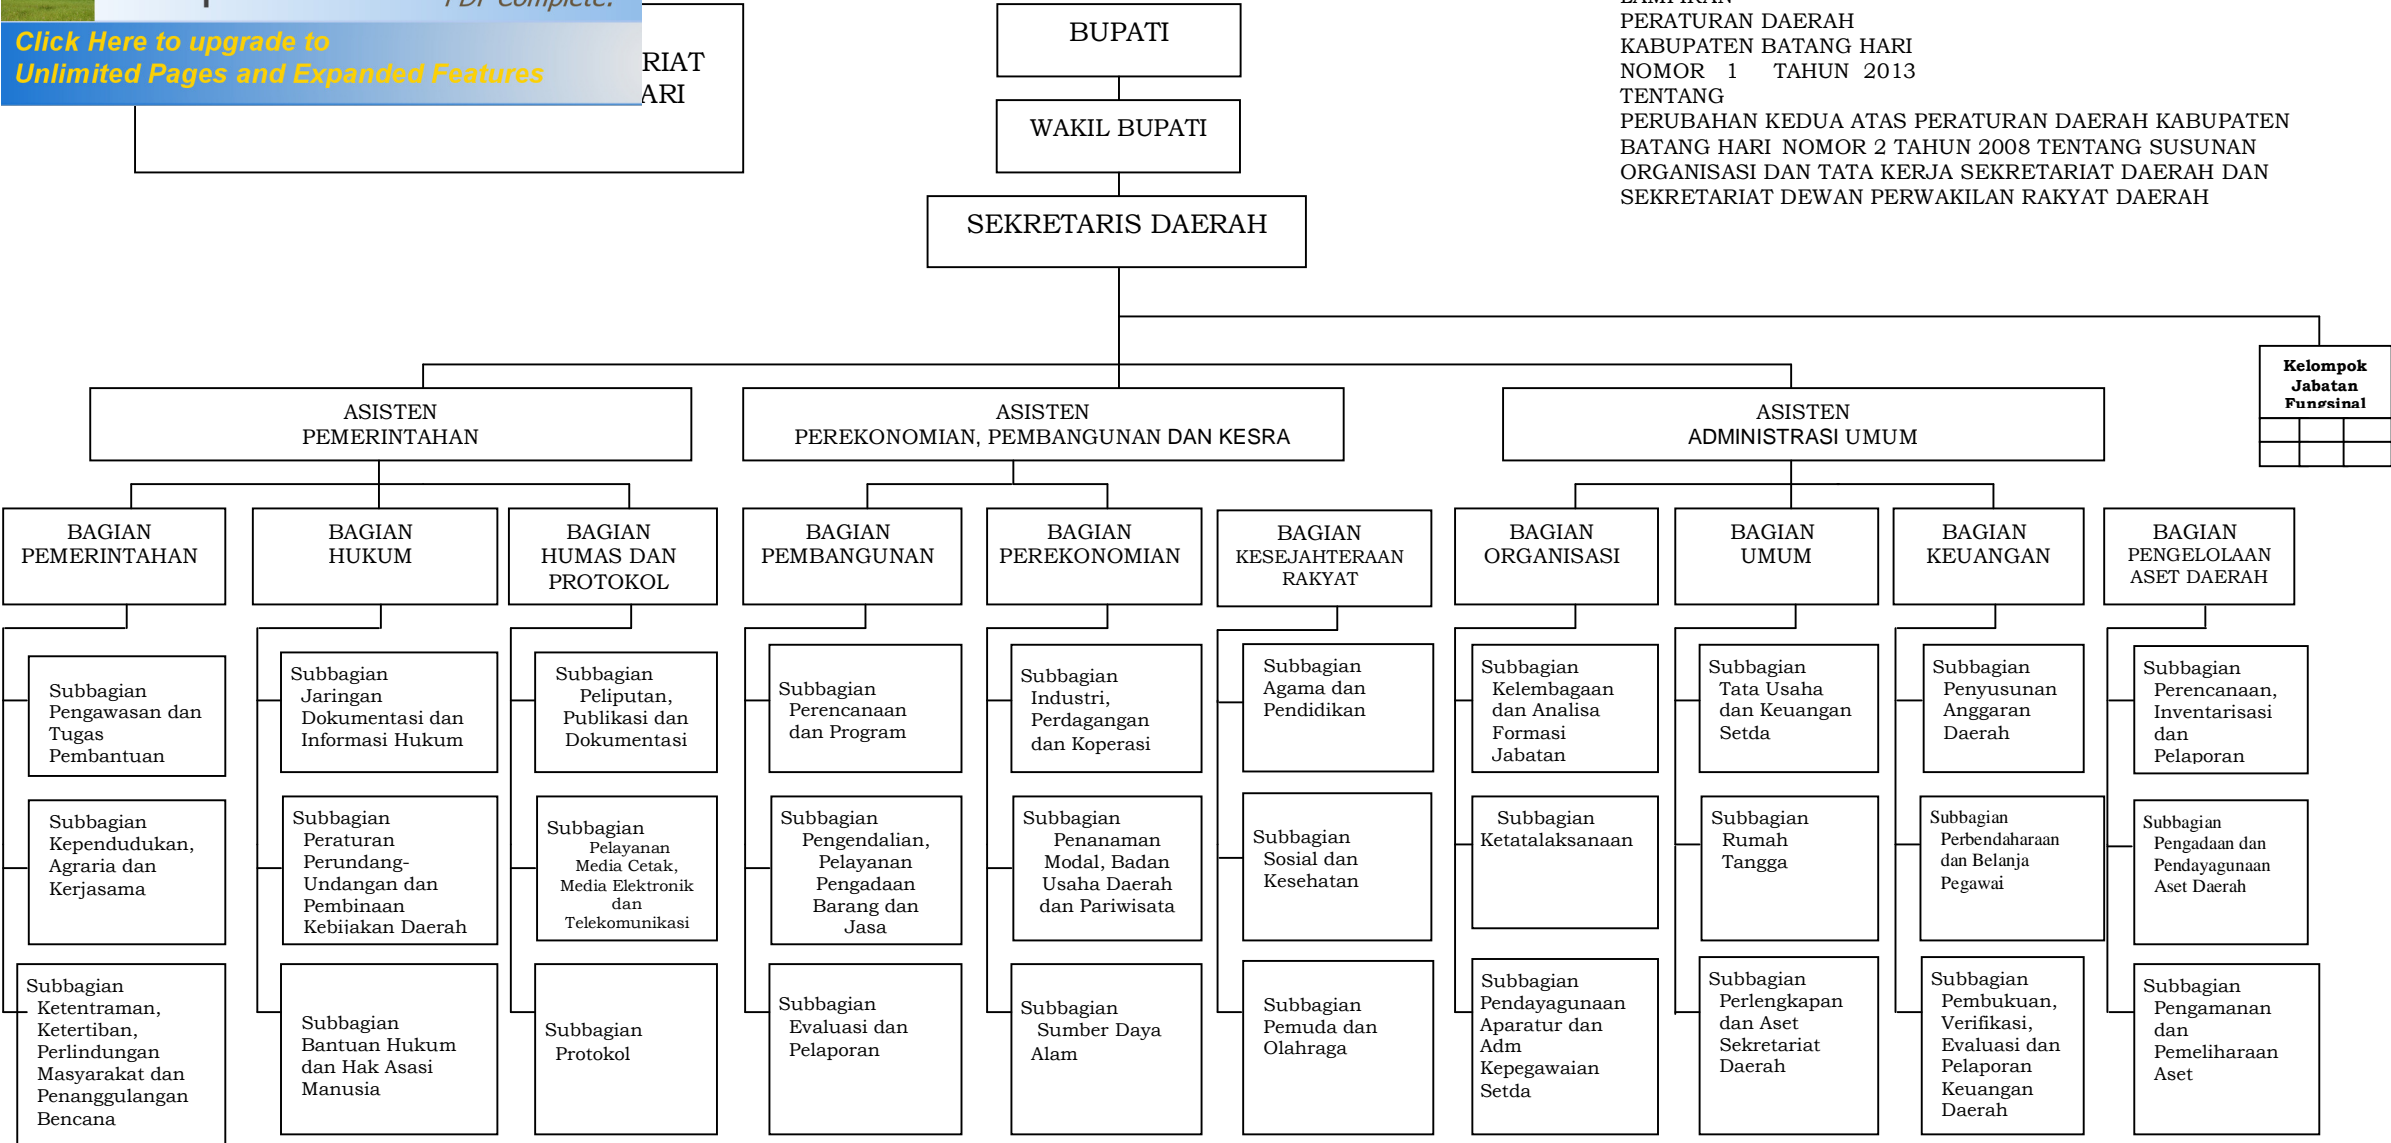 PDF Complete.
Click Here to upgrade to
Unlimited Pages and Expanded Features
RIAT
ARI
BUPATI
WAKIL BUPATI
SEKRETARIS DAERAH
LAMPIRAN
PERATURAN DAERAH
KABUPATEN BATANG HARI
NOMOR 1 TAHUN 2013
TENTANG
PERUBAHAN KEDUA ATAS PERATURAN DAERAH KABUPATEN
BATANG HARI NOMOR 2 TAHUN 2008 TENTANG SUSUNAN
ORGANISASI DAN TATA KERJA SEKRETARIAT DAERAH DAN
SEKRETARIAT DEWAN PERWAKILAN RAKYAT DAERAH
Kelompok
Jabatan
Fungsinal
ASISTEN
PEMERINTAHAN
ASISTEN
PEREKONOMIAN, PEMBANGUNAN DAN KESRA
ASISTEN
ADMINISTRASI UMUM
BAGIAN
PEMERINTAHAN
BAGIAN
HUKUM
BAGIAN
HUMAS DAN
PROTOKOL
BAGIAN
PEMBANGUNAN
BAGIAN
PEREKONOMIAN
BAGIAN
KESEJAHTERAAN
RAKYAT
BAGIAN
ORGANISASI
BAGIAN
UMUM
BAGIAN
KEUANGAN
BAGIAN
PENGELOLAAN
ASET DAERAH
Subbagian
Pengawasan dan
Tugas
Pembantuan
Subbagian
Jaringan
Dokumentasi dan
Informasi Hukum
Subbagian
Peliputan,
Publikasi dan
Dokumentasi
Subbagian
Perencanaan
dan Program
Subbagian
Industri,
Perdagangan
dan Koperasi
Subbagian
Agama dan
Pendidikan
Subbagian
Kelembagaan
dan Analisa
Formasi
Jabatan
Subbagian
Tata Usaha
dan Keuangan
Setda
Subbagian
Penyusunan
Anggaran
Daerah
Subbagian
Perencanaan,
Inventarisasi
dan
Pelaporan
Subbagian
Kependudukan,
Agraria dan
Kerjasama
Subbagian
Peraturan
Perundang-
Undangan dan
Pembinaan
Kebijakan Daerah
Subbagian
Pelayanan
Media Cetak,
Media Elektronik
dan
Telekomunikasi
Subbagian
Pengendalian,
Pelayanan
Pengadaan
Barang dan
Jasa
Subbagian
Penanaman
Modal, Badan
Usaha Daerah
dan Pariwisata
Subbagian
Sosial dan
Kesehatan
Subbagian
Ketatalaksanaan
Subbagian
Rumah
Tangga
Subbagian
Perbendaharaan
dan Belanja
Pegawai
Subbagian
Pengadaan dan
Pendayagunaan
Aset Daerah
Subbagian
Ketentraman,
Ketertiban,
Perlindungan
Masyarakat dan
Penanggulangan
Bencana
Subbagian
Bantuan Hukum
dan Hak Asasi
Manusia
Subbagian
Protokol
Subbagian
Evaluasi dan
Pelaporan
Subbagian
Sumber Daya
Alam
Subbagian
Pemuda dan
Olahraga
Subbagian
Pendayagunaan
Aparatur dan
Adm
Kepegawaian
Setda
Subbagian
Perlengkapan
dan Aset
Sekretariat
Daerah
Subbagian
Pembukuan,
Verifikasi,
Evaluasi dan
Pelaporan
Keuangan
Daerah
Subbagian
Pengamanan
dan
Pemeliharaan
Aset